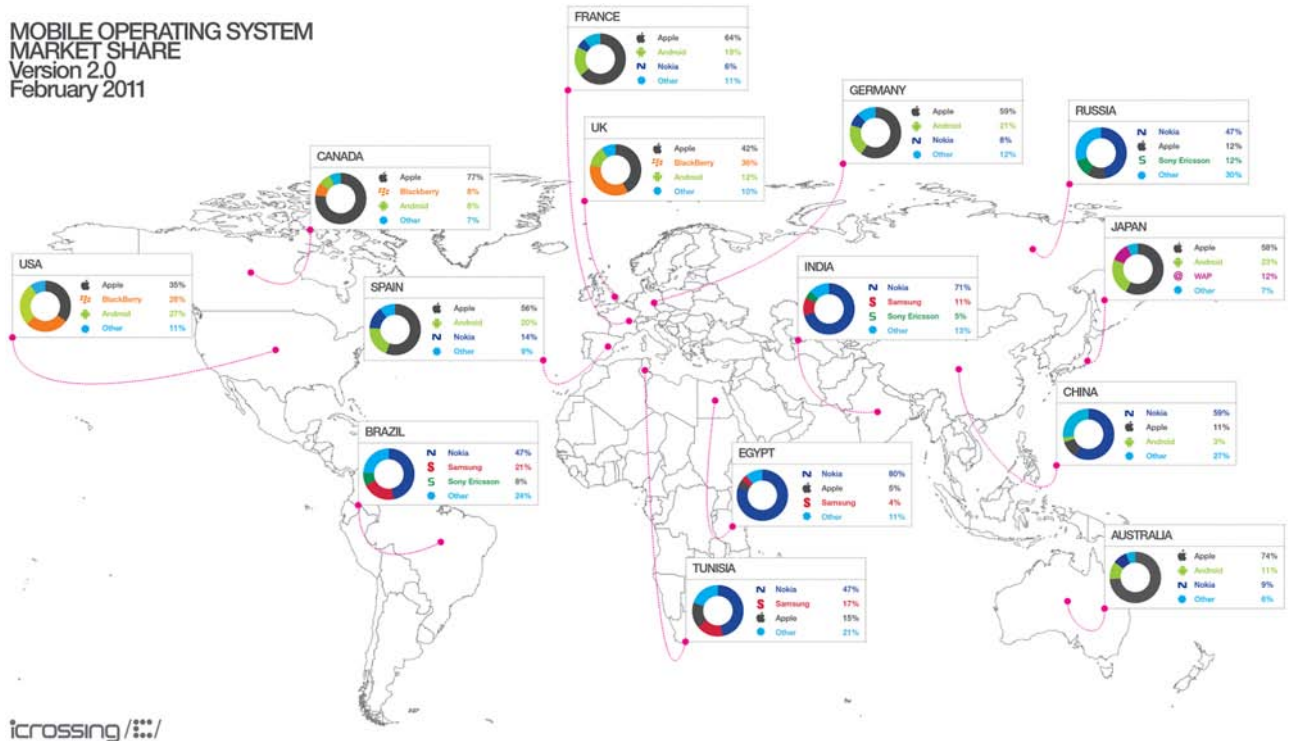 MOBILE OPERATING SYSTEM
MARKET SHARE
Version 2.0
February 2011
FRANCE
Apple 64%
Android 19%
Nokia 6%
Other 11%
GERMANY
Apple 59%
Android 21%
Nokia 8%
Other 12%
RUSSIA
Nokia 47%
Apple 12%
Sony Ericsson 12%
Other 30%
UK
Apple 42%
BlackBerry 36%
Android 12%
Other 10%
CANADA
Apple 77%
Blackberry 8%
Android 8%
Other 7%
JAPAN
Apple 58%
Android 23%
@ WAP 12%
Other 7%
USA
Apple 35%
BlackBerry 28%
Android 27%
Other 11%
SPAIN
Apple 56%
Android 20%
Nokia 14%
Other 9%
INDIA
Nokia 71%
Samsung 11%
Sony Ericsson 5%
Other 13%
CHINA
Nokia 59%
Apple 11%
Android 3%
Other 27%
BRAZIL
Nokia 47%
Samsung 21%
Sony Ericsson 8%
Other 24%
EGYPT
Nokia 80%
Apple 5%
Samsung 4%
Other 11%
AUSTRALIA
Apple 74%
Android 11%
Nokia 9%
Other 6%
TUNISIA
Nokia 47%
Samsung 17%
Apple 15%
Other 21%
icrossing